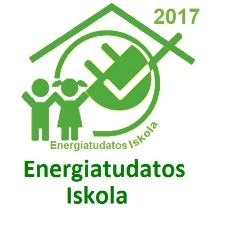 2017
Energiatudatos Iskola
Energiatudatos
Iskola